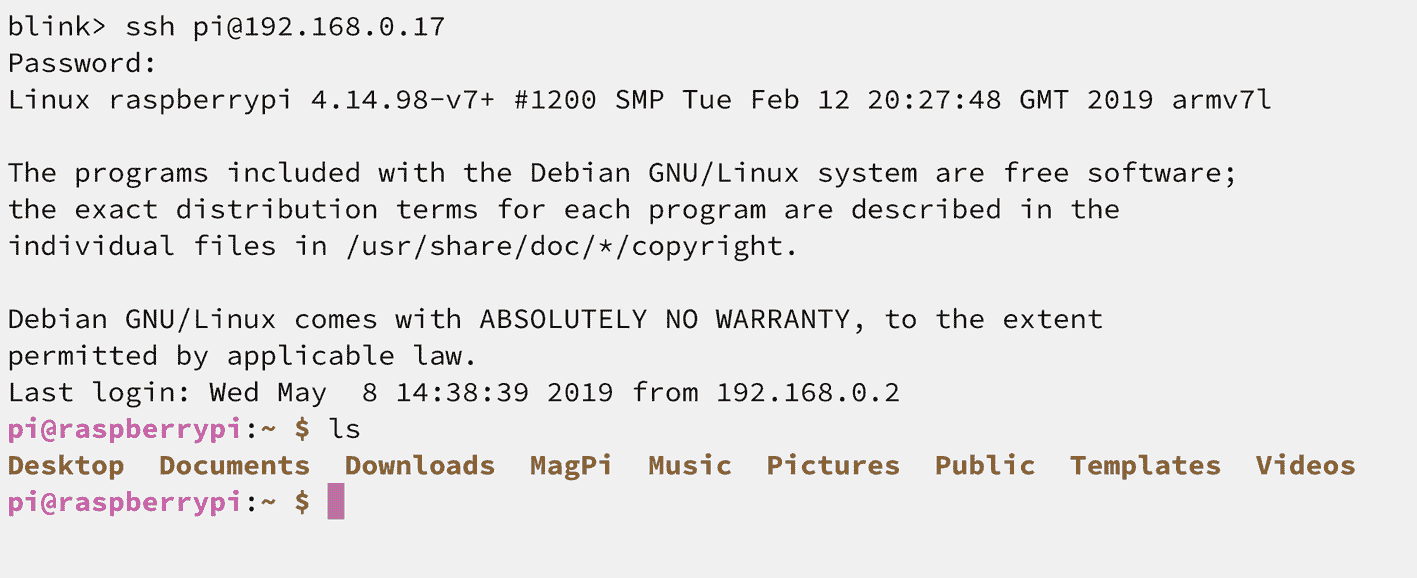 blink> ssh pi@192.168.0.17
Password:
Linux raspberrypi 4.14.98-v7+ #1200 SMP Tue Feb 12 20:27:48 GMT 2019 armv7l
The programs included with the Debian GNU/Linux system are free software;
the exact distribution terms for each program are described in the
individual files in /usr/share/doc/*/copyright.
Debian GNU/Linux comes with ABSOLUTELY NO WARRANTY, to the extent
permitted by applicable law.
Last login: Wed May  8 14:38:39 2019 from 192.168.0.2
pi@raspberrypi:~ $ ls
Desktop  Documents  Downloads  MagPi  Music  Pictures  Public  Templates  Videos
pi@raspberrypi:~ $